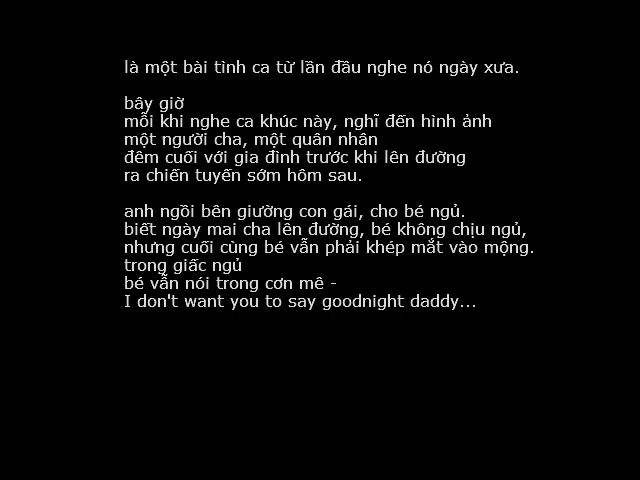 là một bài tình ca từ lần đầu nghe nó ngày xưa.
bây giờ
mỗi khi nghe ca khúc này, nghĩ đến hình ảnh
một người cha, một quân nhân
đêm cuối với gia đình trước khi lên đường
ra chiến tuyến sớm hôm sau.
anh ngồi bên giường con gái, cho bé ngủ.
biết ngày mai cha lên đường, bé không chịu ngủ,
nhưng cuối cùng bé vẫn phải khép mắt vào mộng.
trong giấc ngủ
bé vẫn nói trong cơn mê -
I don't want you to say goodnight daddy...